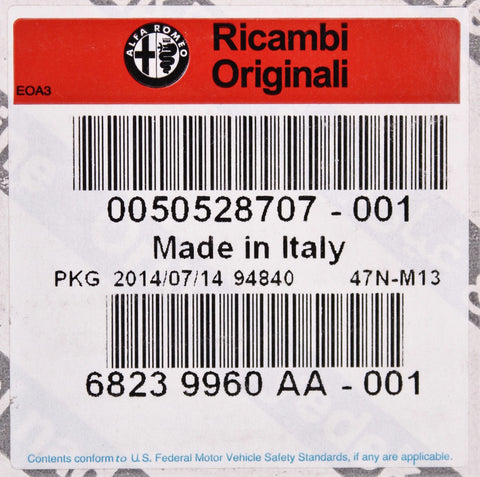 ALFA ROMEO
Ricambi
Originali
EOA3
0050528707 - 001
Made in Italy
PKG 2014/07/14 94840 47N-M13
6823 9960 AA - 001
Contents conform to U.S. Federal Motor Vehicle Safety Standards, if any are applicable.